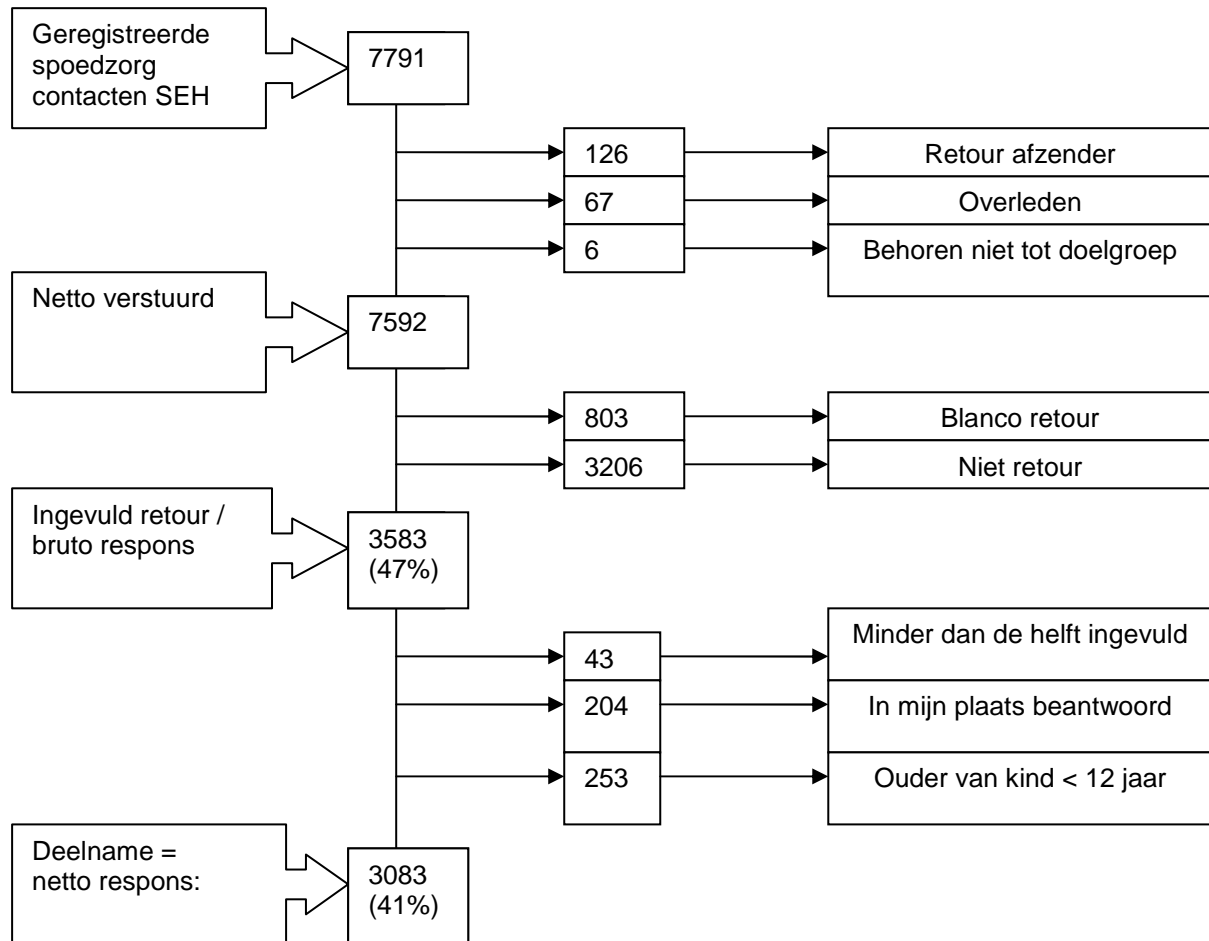 Geregistreerde
spoedzorg
contacten SEH
7791
126
Retour afzender
67
Overleden
6
Behoren niet tot doelgroep
Netto verstuurd
7592
803
Blanco retour
3206
Niet retour
Ingevuld retour /
bruto respons
3583
(47%)
43
Minder dan de helft ingevuld
204
In mijn plaats beantwoord
253
Ouder van kind < 12 jaar
Deelname =
netto respons:
3083
(41%)